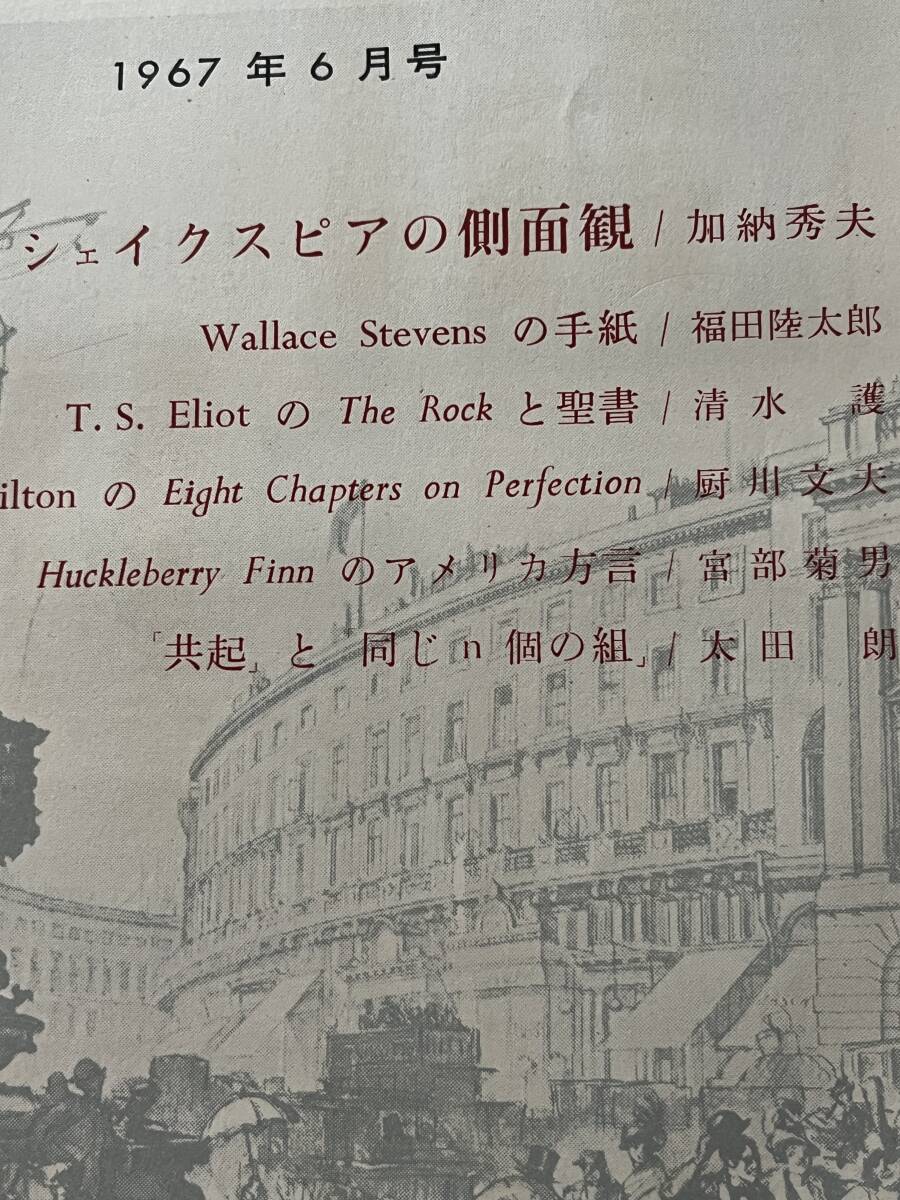 1967 年 6 月号
シェイクスピアの側面観 / 加納秀夫
Wallace Stevens の手紙 / 福田陸太郎
T. S. Eliot の The Rock と聖書 / 清水 護
ilton の Eight Chapters on Perfection / 厨川文夫
Huckleberry Finn のアメリカ方言 / 宮部菊男
「共起」と「同じ n 個の組」/ 太田 朗